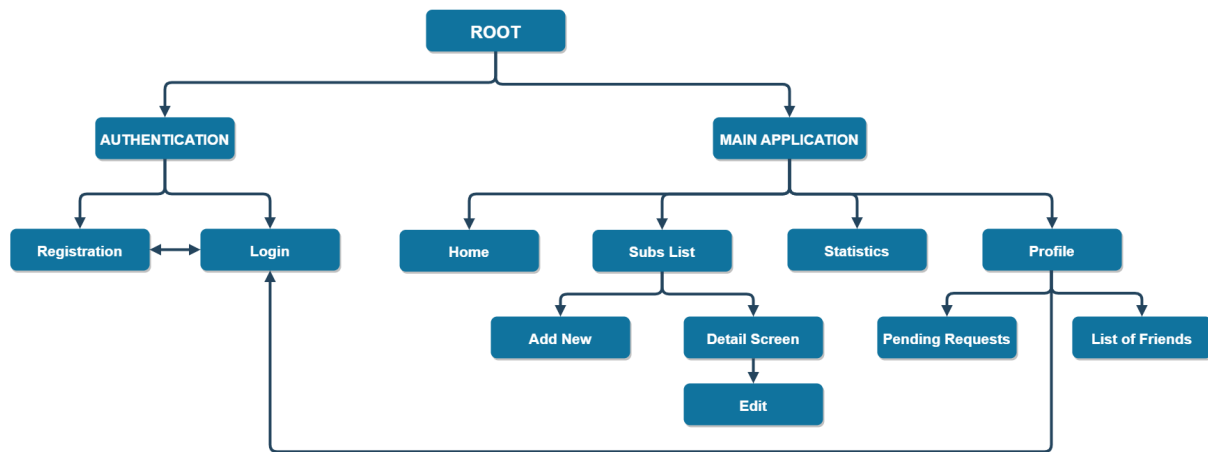 ROOT
AUTHENTICATION
MAIN APPLICATION
Registration
Login
Home
Subs List
Statistics
Profile
Add New
Detail Screen
Pending Requests
List of Friends
Edit